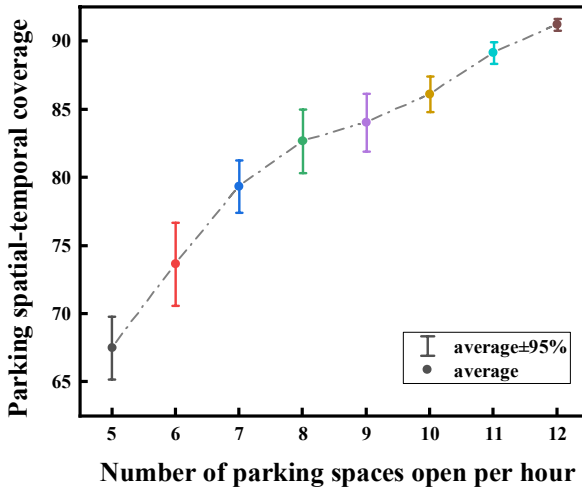 Parking spatial-temporal coverage
90
85
80
75
70
65
average±95%
average
5 6 7 8 9 10 11 12
Number of parking spaces open per hour